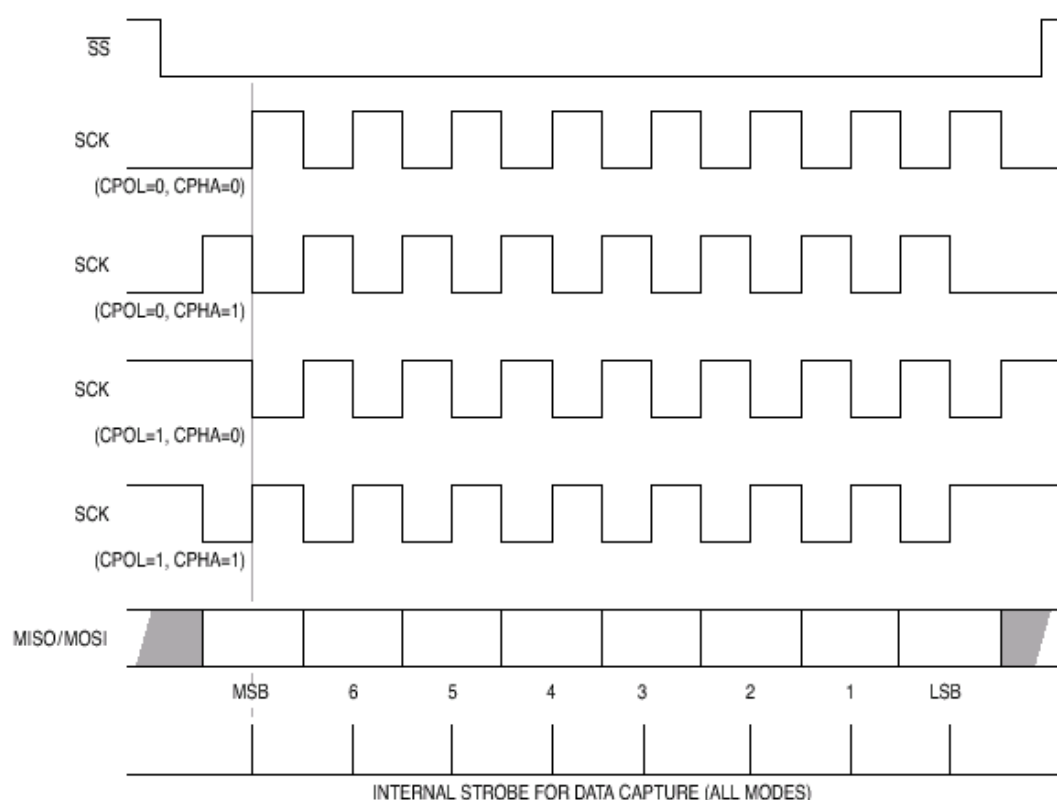 SS
SCK
(CPOL=0, CPHA=0)
SCK
(CPOL=0, CPHA=1)
SCK
(CPOL=1, CPHA=0)
SCK
(CPOL=1, CPHA=1)
MISO/MOSI
MSB 6 5 4 3 2 1 LSB
INTERNAL STROBE FOR DATA CAPTURE (ALL MODES)